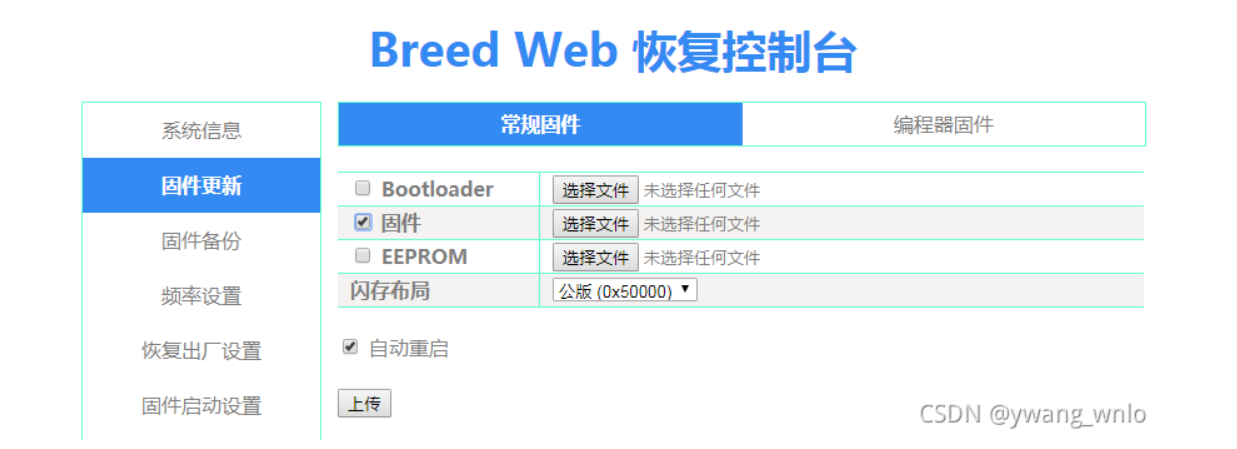 Breed Web 恢复控制台
系统信息
固件更新
固件备份
频率设置
恢复出厂设置
固件启动设置
常规固件 编程器固件
Bootloader 选择文件 未选择任何文件
固件 选择文件 未选择任何文件
EEPROM 选择文件 未选择任何文件
闪存布局 公版 (0x50000)
自动重启
上传
CSDN @ywang_wnlo